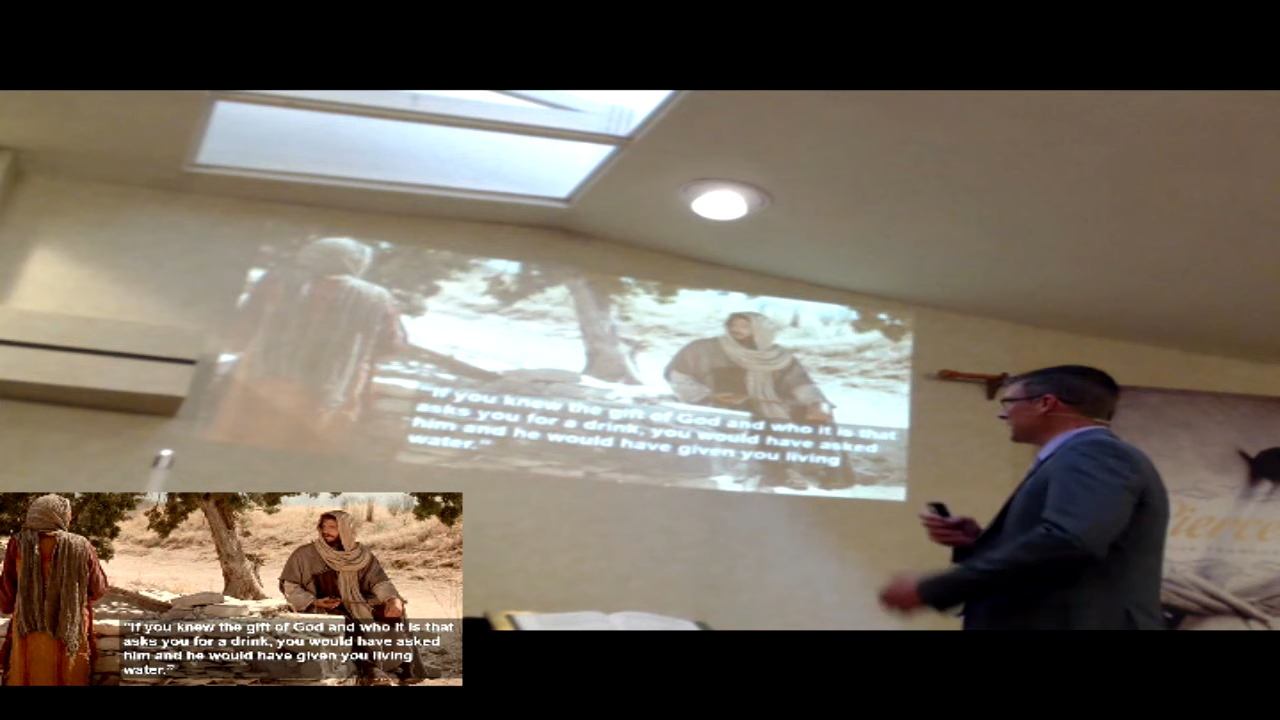 "If you knew the gift of God and who it is that
asks you for a drink, you would have asked
him and he would have given you living
water."
ierce
"If you knew the gift of God and who it is that
asks you for a drink, you would have asked
him and he would have given you living
water."